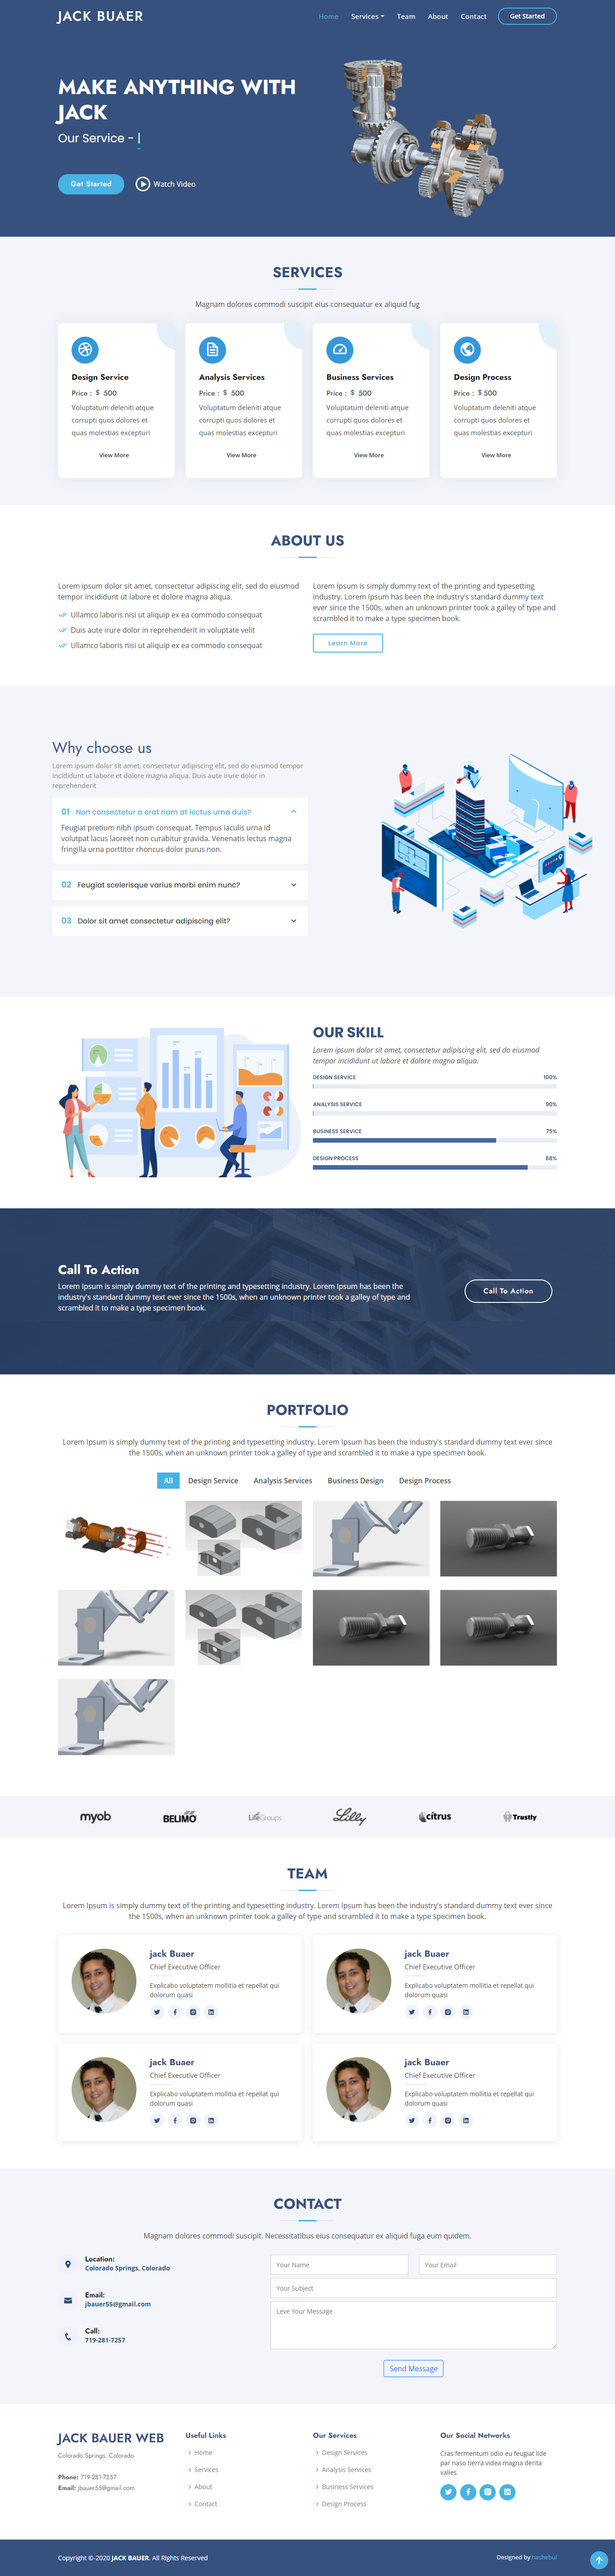 JACK BUAER
Home Services Team About Contact Get Started
MAKE ANYTHING WITH
JACK
Our Service - |
Get Started Watch Video
SERVICES
Magnam dolores commodi suscipit eius consequatur ex aliquid fug
Design Service
Price : $ 500
Voluptatum deleniti atque
corrupti quos dolores et
quas molestias excepturi
View More
Analysis Services
Price : $ 500
Voluptatum deleniti atque
corrupti quos dolores et
quas molestias excepturi
View More
Business Services
Price : $ 500
Voluptatum deleniti atque
corrupti quos dolores et
quas molestias excepturi
View More
Design Process
Price : $500
Voluptatum deleniti atque
corrupti quos dolores et
quas molestias excepturi
View More
ABOUT US
Lorem ipsum dolor sit amet, consectetur adipiscing elit, sed do eiusmod
tempor incididunt ut labore et dolore magna aliqua.
Ullamco laboris nisi ut aliquip ex ea commodo consequat
Duis aute irure dolor in reprehenderit in voluptate velit
Ullamco laboris nisi ut aliquip ex ea commodo consequat
Lorem Ipsum is simply dummy text of the printing and typesetting
industry. Lorem Ipsum has been the industry's standard dummy text
ever since the 1500s, when an unknown printer took a galley of type and
scrambled it to make a type specimen book.
Learn More
Why choose us
Lorem ipsum dolor sit amet, consectetur adipiscing elit, sed do eiusmod tempor
incididunt ut labore et dolore magna aliqua. Duis aute irure dolor in
reprehenderit
01 Non consectetur a erat nam at lectus urna duis?
Feugiat pretium nibh ipsum consequat. Tempus iaculis urna id
volutpat lacus laoreet non curabitur gravida. Venenatis lectus magna
fringilla urna porttitor rhoncus dolor purus non.
02 Feugiat scelerisque varius morbi enim nunc?
03 Dolor sit amet consectetur adipiscing elit?
OUR SKILL
Lorem ipsum dolor sit amet, consectetur adipiscing elit, sed do eiusmod
tempor incididunt ut labore et dolore magna aliqua.
DESIGN SERVICE 100%
ANALYSIS SERVICE 90%
BUSINESS SERVICE 75%
DESIGN PROCESS 88%
Call To Action
Lorem Ipsum is simply dummy text of the printing and typesetting industry. Lorem Ipsum has been the
industry's standard dummy text ever since the 1500s, when an unknown printer took a galley of type and
scrambled it to make a type specimen book.
Call To Action
PORTFOLIO
Lorem Ipsum is simply dummy text of the printing and typesetting industry. Lorem Ipsum has been the industry's standard dummy text ever since
the 1500s, when an unknown printer took a galley of type and scrambled it to make a type specimen book.
All Design Service Analysis Services Business Design Design Process
myob BELIMO LifeGroups Lilly citrus Trustly
TEAM
Lorem Ipsum is simply dummy text of the printing and typesetting industry. Lorem Ipsum has been the industry's standard dummy text ever since
the 1500s, when an unknown printer took a galley of type and scrambled it to make a type specimen book.
jack Buaer
Chief Executive Officer
Explicabo voluptatem mollitia et repellat qui
dolorum quasi
jack Buaer
Chief Executive Officer
Explicabo voluptatem mollitia et repellat qui
dolorum quasi
jack Buaer
Chief Executive Officer
Explicabo voluptatem mollitia et repellat qui
dolorum quasi
jack Buaer
Chief Executive Officer
Explicabo voluptatem mollitia et repellat qui
dolorum quasi
CONTACT
Magnam dolores commodi suscipit. Necessitatibus eius consequatur ex aliquid fuga eum quidem.
Location:
Colorado Springs, Colorado
Email:
jbauer55@gmail.com
Call:
719-281-7257
Your Name Your Email
Your Subject
Leve Your Message
Send Message
JACK BAUER WEB
Colorado Springs, Colorado
Phone: 719-281-7257
Email: jbauer55@gmail.com
Useful Links
Home
Services
About
Contact
Our Services
Design Services
Analysis Services
Business Services
Design Process
Our Social Networks
Cras fermentum odio eu feugiat lide
par naso tierra videa magna derita
valies
Copyright ©-2020 JACK BAUER. All Rights Reserved
Designed by